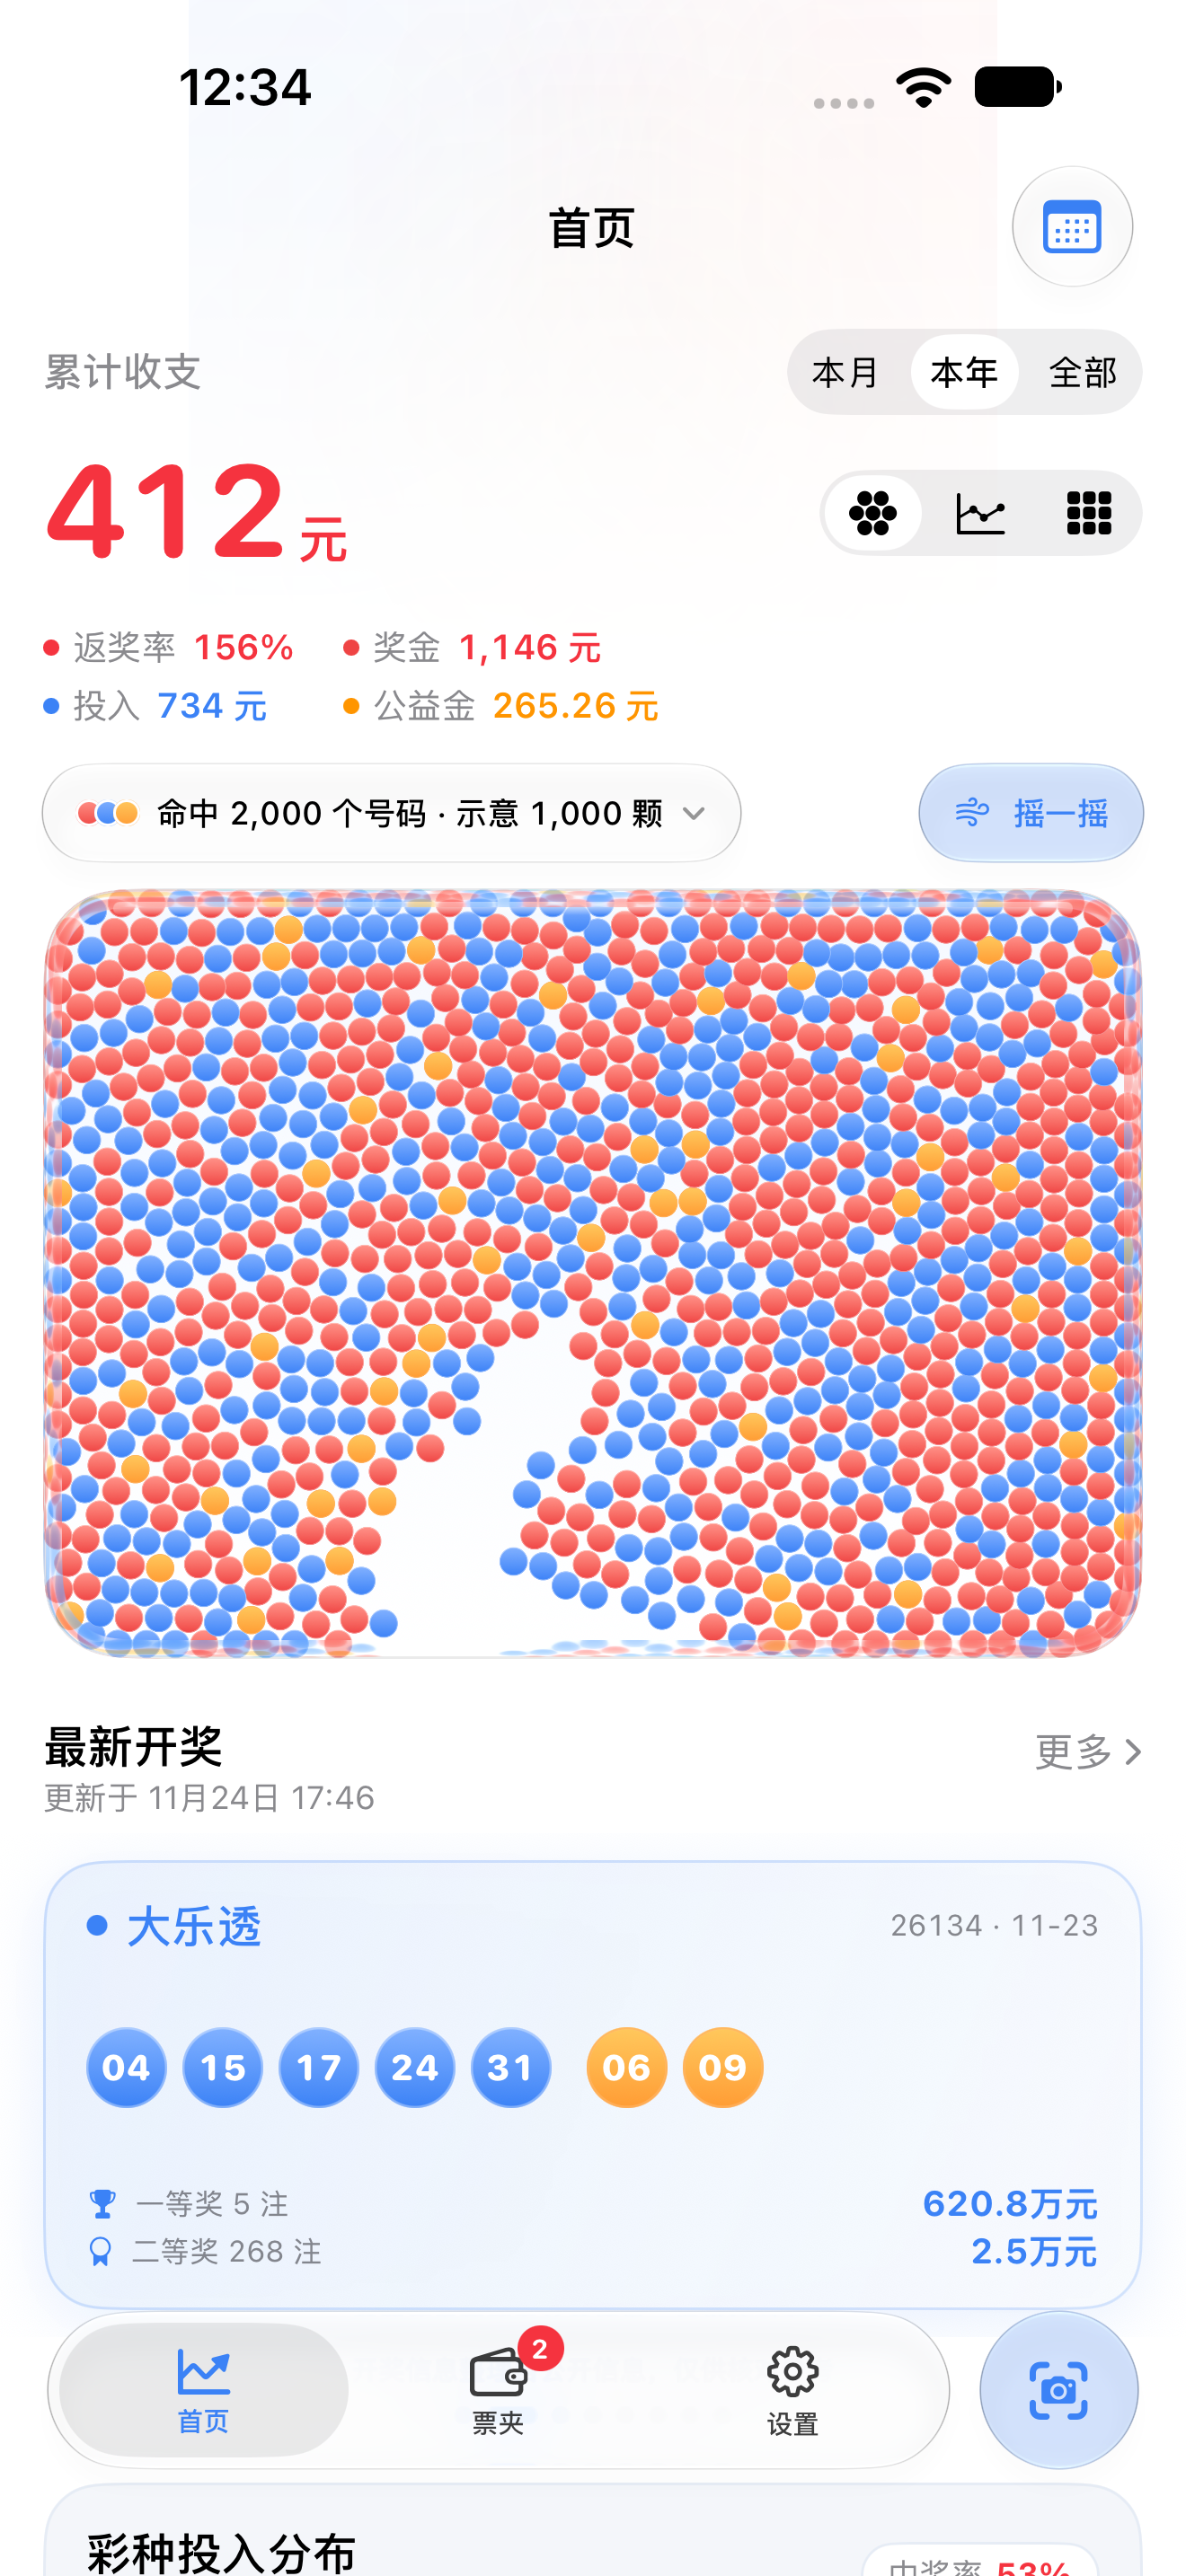 12:34
首页
累计收支
本月 本年 全部
412 元
返奖率 156% 奖金 1,146 元
投入 734 元 公益金 265.26 元
命中 2,000 个号码 · 示意 1,000 颗
摇一摇
最新开奖
更多
更新于 11月24日 17:46
大乐透
26134 · 11-23
04 15 17 24 31 06 09
一等奖 5 注 620.8万元
二等奖 268 注 2.5万元
2
首页 票夹 设置
彩种投入分布
中奖率 53%